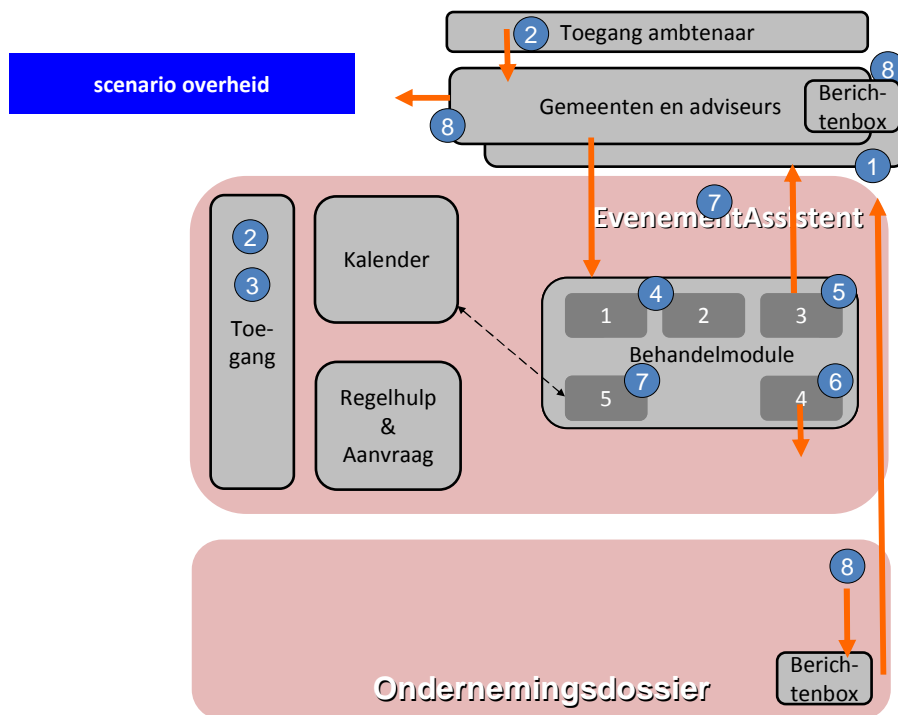 2
Toegang ambtenaar
scenario overheid
8
Gemeenten en adviseurs
Berich-
tenbox
8
1
7
EvenementAssistent
2
3
Toe-
gang
Kalender
Regelhulp
&
Aanvraag
4
5
1
2
3
Behandelmodule
7
6
5
4
8
Berich-
tenbox
Ondernemingsdossier